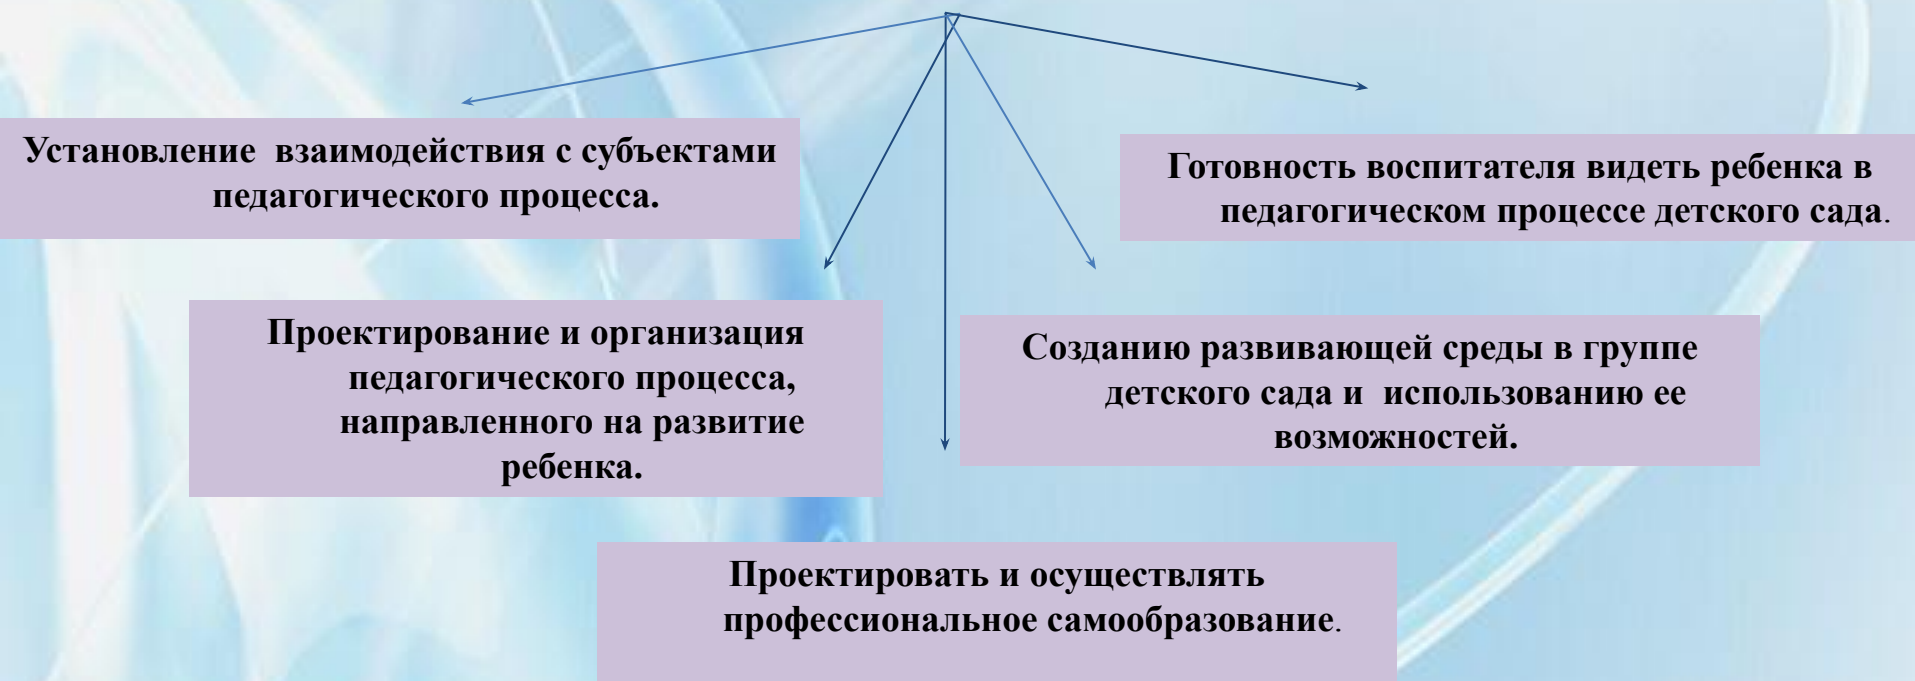 Установление взаимодействия с субъектами
педагогического процесса.
Готовность воспитателя видеть ребенка в
педагогическом процессе детского сада.
Проектирование и организация
педагогического процесса,
направленного на развитие
ребенка.
Созданию развивающей среды в группе
детского сада и использованию ее
возможностей.
Проектировать и осуществлять
профессиональное самообразование.